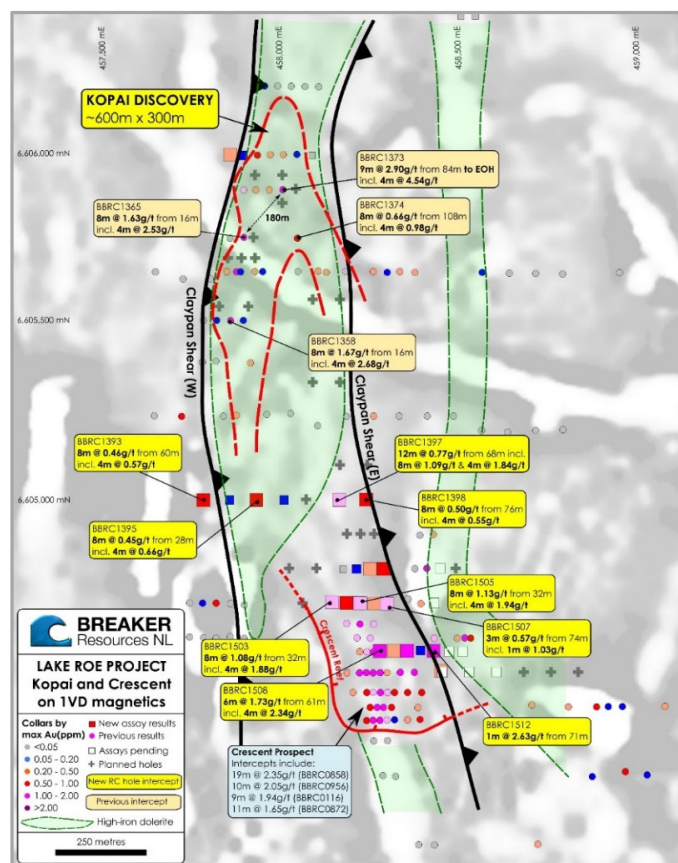 457,500 mE
458,000 mE
458,500 mE
459,000 mE
KOPAI DISCOVERY
~600m x 300m
6,606,000 mN
BBRC1373
9m @ 2.90g/t from 84m to EOH
incl. 4m @ 4.54g/t
BBRC1365
8m @ 1.63g/t from 16m
incl. 4m @ 2.53g/t
180m
BBRC1374
8m @ 0.66g/t from 108m
incl. 4m @ 0.98g/t
Claypan Shear (W)
6,605,500 mN
BBRC1358
8m @ 1.67g/t from 16m
incl. 4m @ 2.68g/t
Claypan Shear (E)
BBRC1393
8m @ 0.46g/t from 60m
incl. 4m @ 0.57g/t
BBRC1397
12m @ 0.77g/t from 68m incl.
8m @ 1.09g/t & 4m @ 1.84g/t
6,605,000 mN
BBRC1395
8m @ 0.45g/t from 28m
incl. 4m @ 0.66g/t
BBRC1398
8m @ 0.50g/t from 76m
incl. 4m @ 0.55g/t
BBRC1505
8m @ 1.13g/t from 32m
incl. 4m @ 1.94g/t
BBRC1507
3m @ 0.57g/t from 74m
incl. 1m @ 1.03g/t
Crescent Reef
BBRC1503
8m @ 1.08g/t from 32m
incl. 4m @ 1.88g/t
BBRC1508
6m @ 1.73g/t from 61m
incl. 4m @ 2.34g/t
BBRC1512
1m @ 2.63g/t from 71m
Crescent Prospect
Intercepts include:
19m @ 2.35g/t (BBRC0858)
10m @ 2.05g/t (BBRC0956)
9m @ 1.94g/t (BBRC0116)
11m @ 1.65g/t (BBRC0872)
BREAKER
Resources NL
LAKE ROE PROJECT
Kopai and Crescent
on 1VD magnetics
Collars by
max Au(ppm)
<0.05
0.05 - 0.20
0.20 - 0.50
0.50 - 1.00
1.00 - 2.00
>2.00
New assay results
Previous results
Assays pending
Planned holes
New RC hole intercept
Previous intercept
High-iron dolerite
250 metres